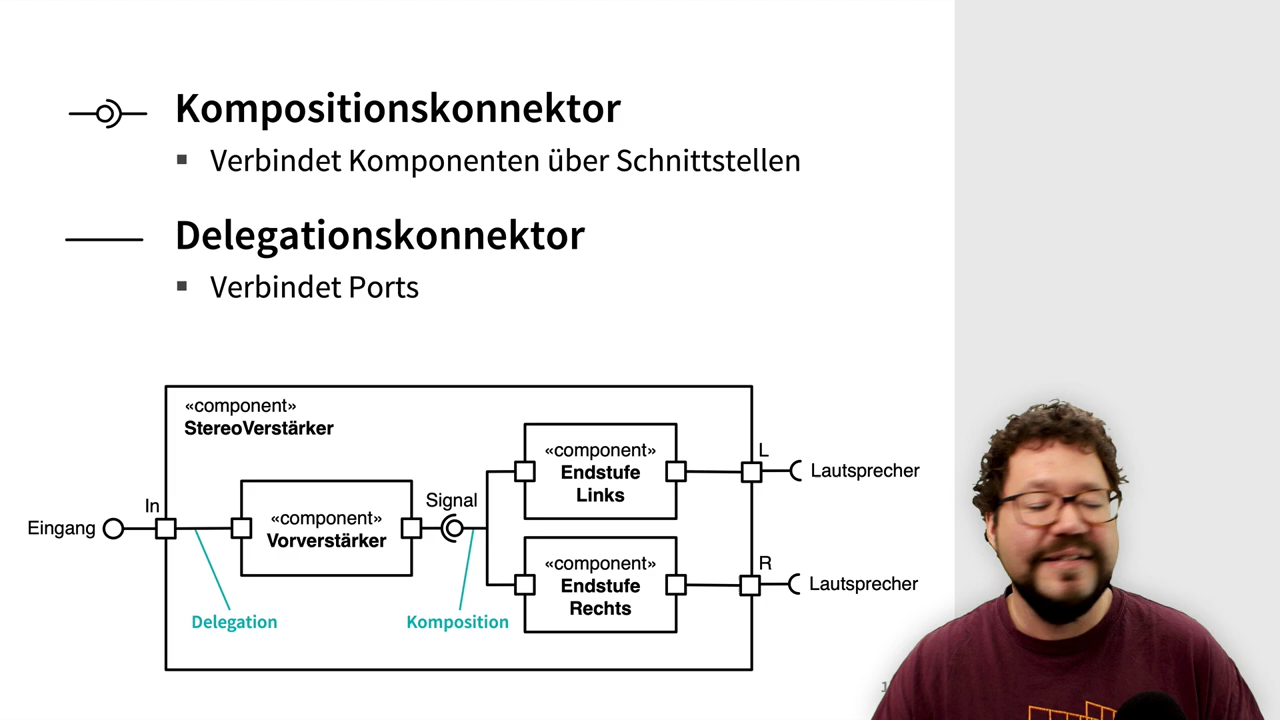 Kompositionskonnektor
▪ Verbindet Komponenten über Schnittstellen
Delegationskonnektor
▪ Verbindet Ports
«component»
StereoVerstärker
In
Eingang
«component»
Vorverstärker
Signal
«component»
Endstufe
Links
«component»
Endstufe
Rechts
L
Lautsprecher
R
Lautsprecher
Delegation
Komposition